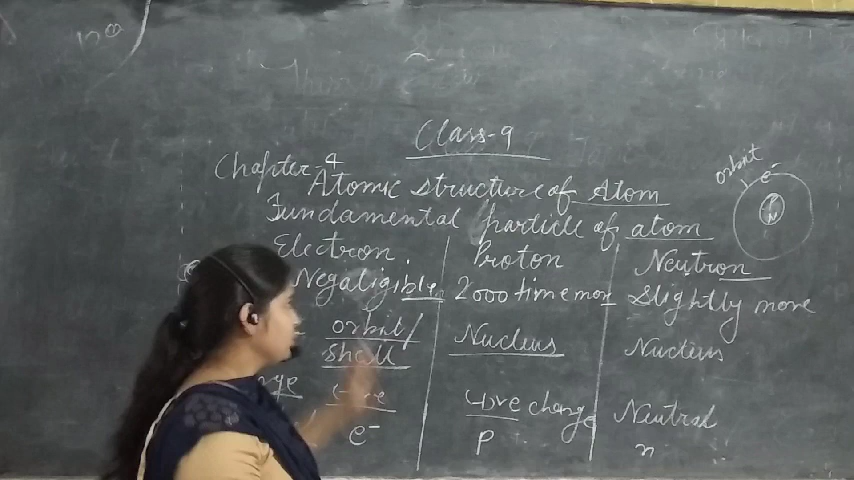 Class-9
Chapter-4
Atomic structure of Atom
Fundamental particle of atom
Electron Proton Neutron
Negaligible 2000 time more Slightly more
orbit/ Nucleus Nucleus
shell
-ve +ve charge Neutral
e⁻ P n
orbit
e⁻
P
N